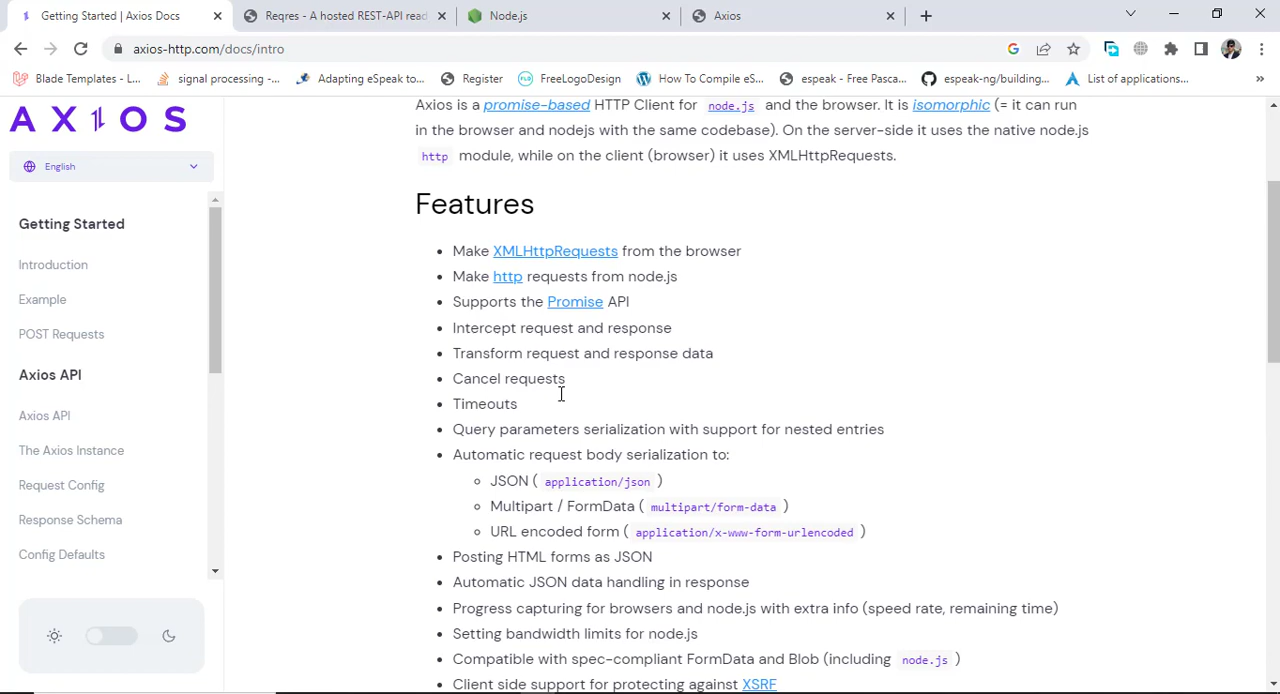 Getting Started | Axios Docs
Reqres - A hosted REST-API read
Node.js
Axios
axios-http.com/docs/intro
Blade Templates - L...
signal processing -...
Adapting eSpeak to...
Register
FreeLogoDesign
How To Compile eS...
espeak - Free Pasca...
espeak-ng/building...
List of applications...
AXIOS
English
Getting Started
Introduction
Example
POST Requests
Axios API
Axios API
The Axios Instance
Request Config
Response Schema
Config Defaults
Axios is a promise-based HTTP Client for node.js and the browser. It is isomorphic (= it can run
in the browser and nodejs with the same codebase). On the server-side it uses the native node.js
http module, while on the client (browser) it uses XMLHttpRequests.
Features
Make XMLHttpRequests from the browser
Make http requests from node.js
Supports the Promise API
Intercept request and response
Transform request and response data
Cancel requests
Timeouts
Query parameters serialization with support for nested entries
Automatic request body serialization to:
JSON ( application/json )
Multipart / FormData ( multipart/form-data )
URL encoded form ( application/x-www-form-urlencoded )
Posting HTML forms as JSON
Automatic JSON data handling in response
Progress capturing for browsers and node.js with extra info (speed rate, remaining time)
Setting bandwidth limits for node.js
Compatible with spec-compliant FormData and Blob (including node.js )
Client side support for protecting against XSRF